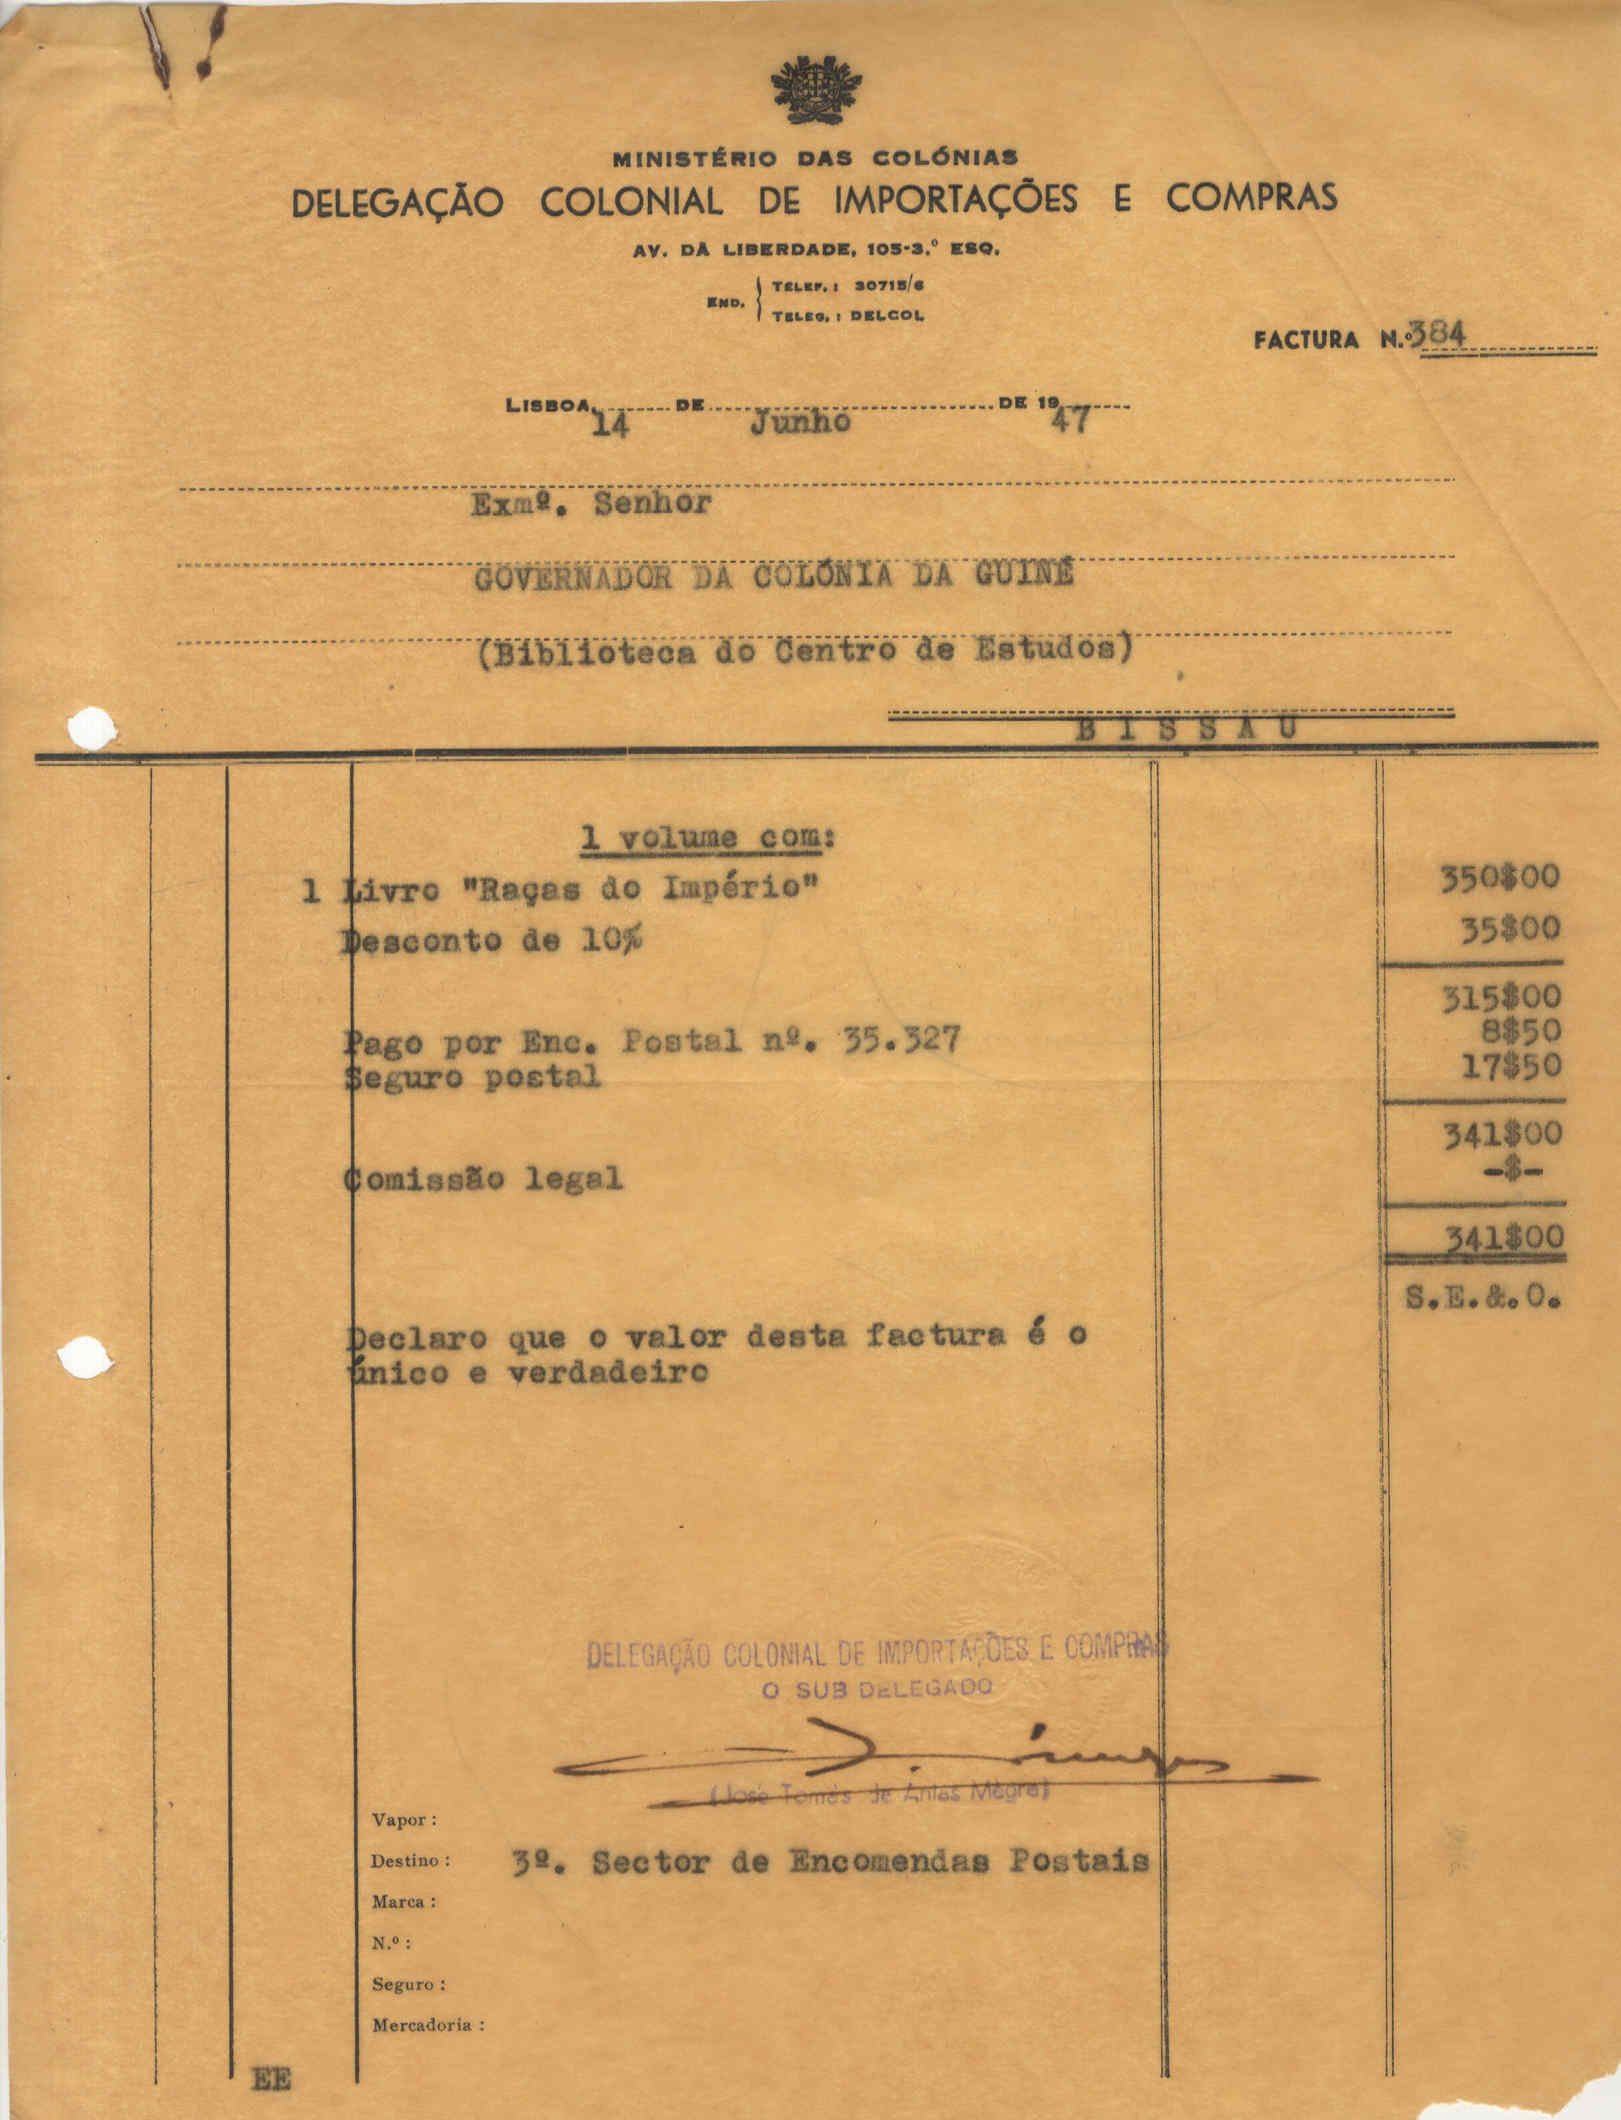 MINISTÉRIO DAS COLÓNIAS
DELEGAÇÃO COLONIAL DE IMPORTAÇÕES E COMPRAS
AV. DA LIBERDADE, 105-3.º ESQ.
END. TELEF.: 30715/6
TELEG.: DELCOL
FACTURA N.º 384
LISBOA, 14 DE Junho DE 1947
Exmº. Senhor
GOVERNADOR DA COLÓNIA DA GUINÉ
(Biblioteca do Centro de Estudos)
B I S S A U
1 volume com:
1 Livro "Raças do Império" 350$00
Desconto de 10% 35$00
315$00
Pago por Enc. Postal nº. 35.327 8$50
Seguro postal 17$50
341$00
Comissão legal -$-
341$00
S.E.&.O.
Declaro que o valor desta factura é o
único e verdadeiro
DELEGAÇÃO COLONIAL DE IMPORTAÇÕES E COMPRAS
O SUB DELEGADO
(José Tomás de
Vapor:
Destino: 3º. Sector de Encomendas Postais
Marca:
N.º:
Seguro:
Mercadoria:
EE